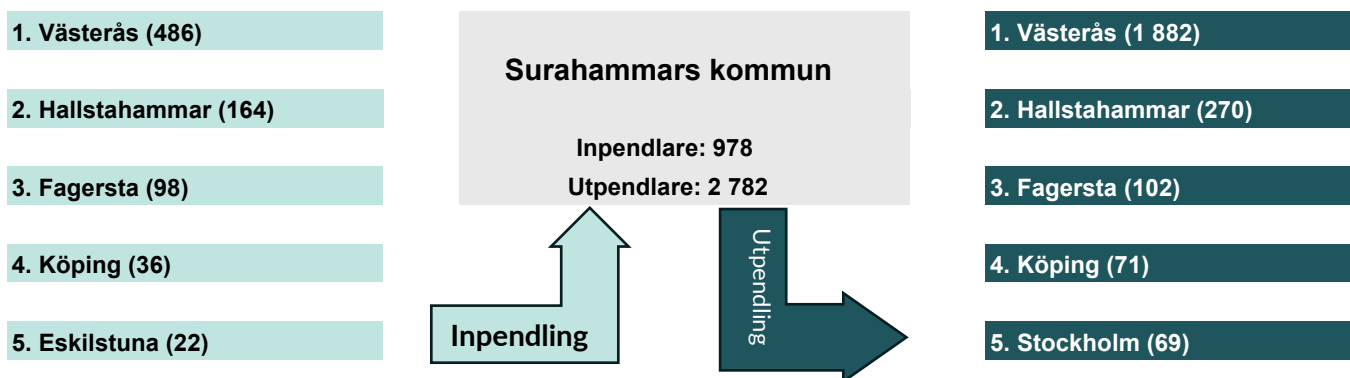 1. Västerås (486)
2. Hallstahammar (164)
3. Fagersta (98)
4. Köping (36)
5. Eskilstuna (22)
Surahammars kommun
Inpendlare: 978
Utpendlare: 2 782
Inpendling
Utpendling
1. Västerås (1 882)
2. Hallstahammar (270)
3. Fagersta (102)
4. Köping (71)
5. Stockholm (69)